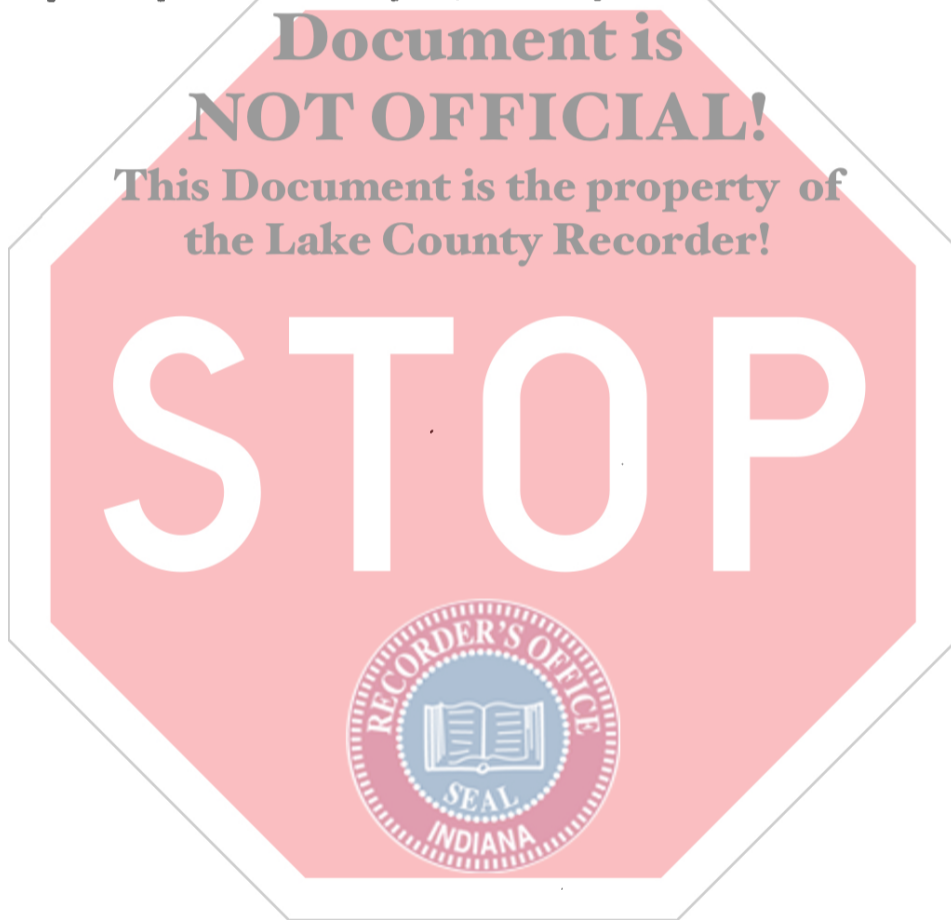 Document is
NOT OFFICIAL!
This Document is the property of
the Lake County Recorder!
STOP
RECORDER'S OFFICE
SEAL
INDIANA